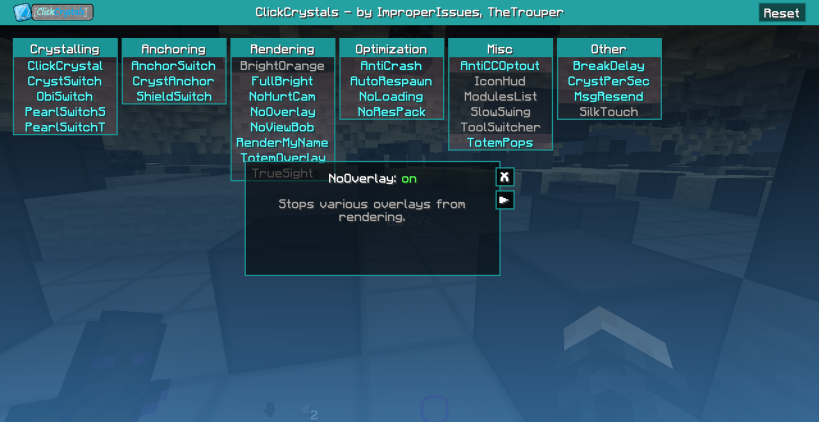 [ClickCrystals]
ClickCrystals - by ImproperIssues, TheTrouper
Reset
Crystalling
ClickCrystal
CrystSwitch
ObiSwitch
PearlSwitchS
PearlSwitchT
Anchoring
AnchorSwitch
CrystAnchor
ShieldSwitch
Rendering
BrightOrange
FullBright
NoHurtCam
NoOverlay
NoViewBob
RenderMyName
TotemOverlay
TrueSight
Optimization
AntiCrash
AutoRespawn
NoLoading
NoResPack
Misc
AntiCCOptout
IconHud
ModulesList
SlowSwing
ToolSwitcher
TotemPops
Other
BreakDelay
CrystPerSec
MsgResend
SilkTouch
NoOverlay: on
Stops various overlays from
rendering.
2